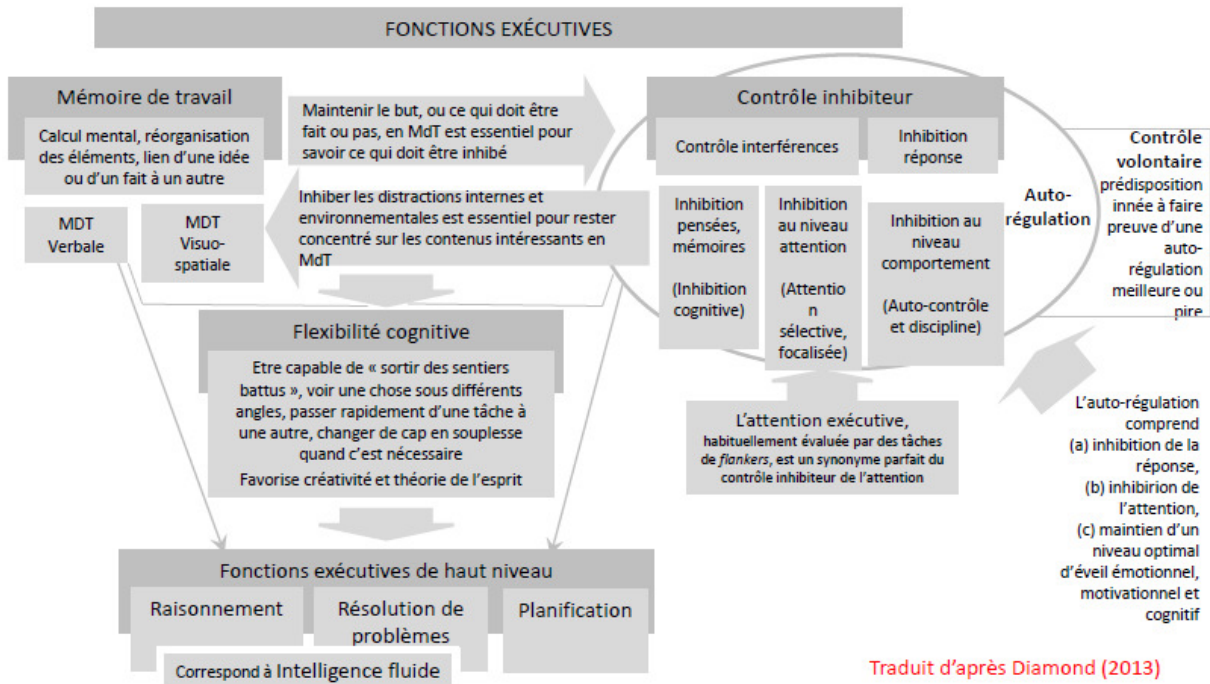 FONCTIONS EXÉCUTIVES
Mémoire de travail
Calcul mental, réorganisation
des éléments, lien d'une idée
ou d'un fait à un autre
MDT
Verbale
MDT
Visuo-
spatiale
Maintenir le but, ou ce qui doit être
fait ou pas, en MdT est essentiel pour
savoir ce qui doit être inhibé
Inhiber les distractions internes et
environnementales est essentiel pour rester
concentré sur les contenus intéressants en
MdT
Contrôle inhibiteur
Contrôle interférences
Inhibition
réponse
Inhibition
pensées,
mémoires
(Inhibition
cognitive)
Inhibition
au niveau
attention
(Attentio
n
sélective,
focalisée)
Inhibition au
niveau
comportement
(Auto-contrôle
et discipline)
Auto-
régulation
Contrôle
volontaire
prédisposition
innée à faire
preuve d'une
auto-
régulation
meilleure ou
pire
Flexibilité cognitive
Etre capable de « sortir des sentiers
battus », voir une chose sous différents
angles, passer rapidement d'une tâche à
une autre, changer de cap en souplesse
quand c'est nécessaire
Favorise créativité et théorie de l'esprit
L'attention exécutive,
habituellement évaluée par des tâches
de flankers, est un synonyme parfait du
contrôle inhibiteur de l'attention
L'auto-régulation
comprend
(a) inhibition de la
réponse,
(b) inhibirion de
l'attention,
(c) maintien d'un
niveau optimal
d'éveil émotionnel,
motivationnel et
cognitif
Fonctions exécutives de haut niveau
Raisonnement
Résolution de
problèmes
Planification
Correspond à Intelligence fluide
Traduit d'après Diamond (2013)